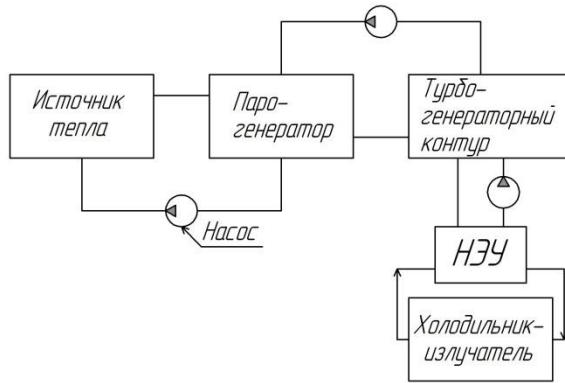 Источник
тепла
Паро-
генератор
Турбо-
генераторный
контур
Насос
НЭУ
Холодильник-
излучатель